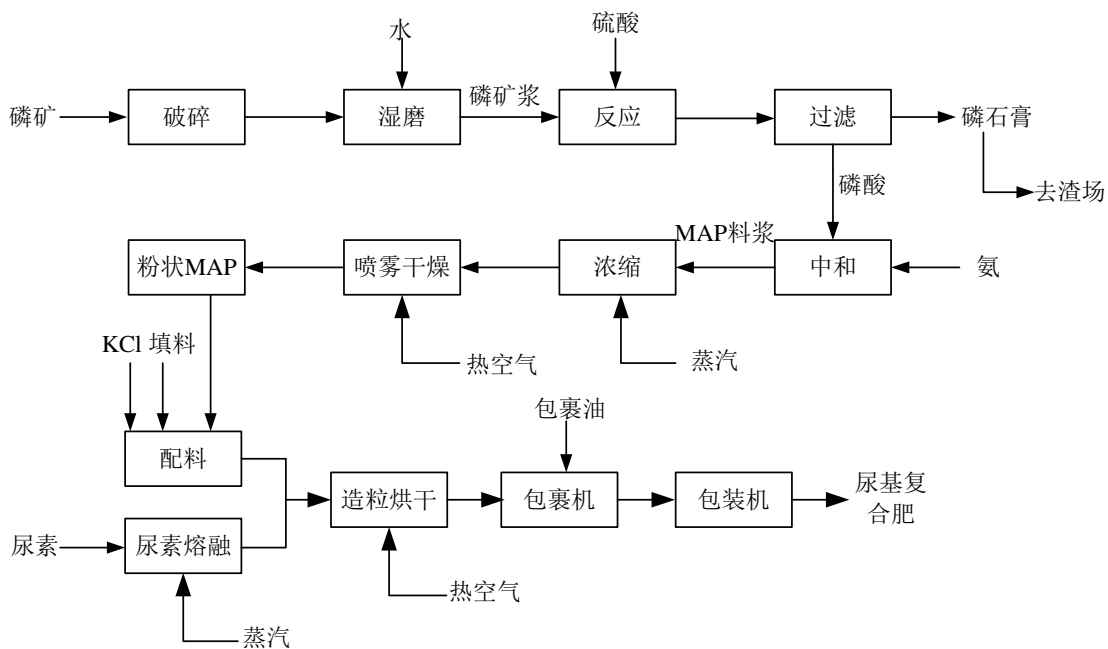 水
硫酸
磷矿
破碎
湿磨
磷矿浆
反应
过滤
磷石膏
磷酸
去渣场
MAP料浆
粉状MAP
喷雾干燥
浓缩
中和
氨
KCl 填料
热空气
蒸汽
包裹油
配料
造粒烘干
包裹机
包装机
尿基复
合肥
尿素
尿素熔融
热空气
蒸汽